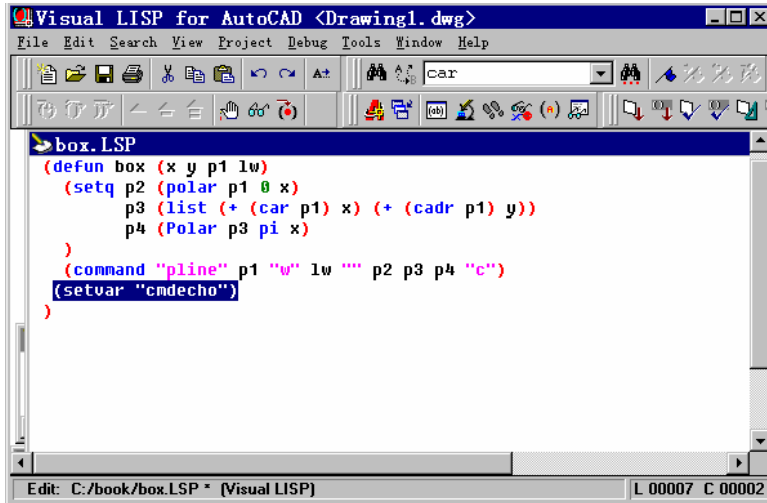 Visual LISP for AutoCAD <Drawing1.dwg>
File Edit Search View Project Debug Tools Window Help
car
box.LSP
(defun box (x y p1 lw)
(setq p2 (polar p1 0 x)
p3 (list (+ (car p1) x) (+ (cadr p1) y))
p4 (Polar p3 pi x)
)
(command "pline" p1 "w" lw "" p2 p3 p4 "c")
(setvar "cmdecho")
)
Edit: C:/book/box.LSP * (Visual LISP)
L 00007 C 00002